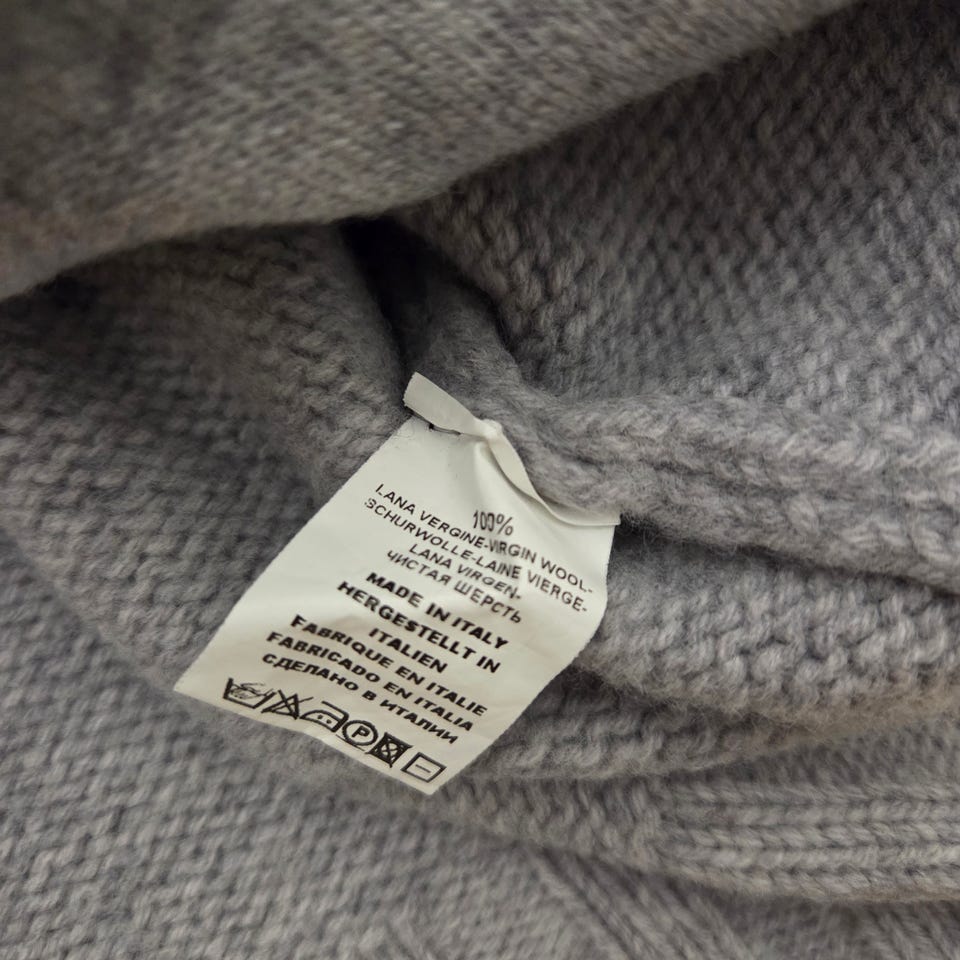 100%
LANA VERGINE-VIRGIN WOOL-
SCHURWOLLE-LAINE VIERGE-
LANA VIRGEN-
ЧИСТАЯ ШЕРСТЬ
MADE IN ITALY
HERGESTELLT IN
ITALIEN
FABRIQUE EN ITALIE
FABRICADO EN ITALIA
СДЕЛАНО В ИТАЛИИ
P